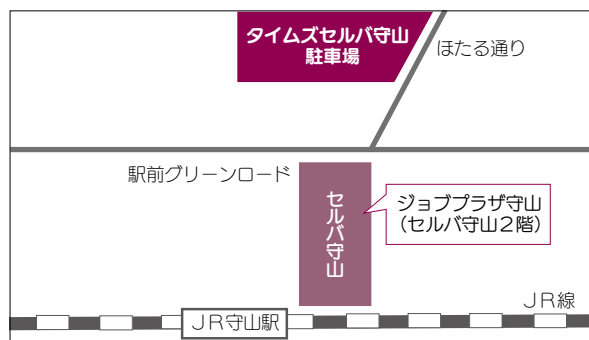 タイムズセルバ守山
駐車場
ほたる通り
駅前グリーンロード
セルバ守山
ジョブプラザ守山
（セルバ守山２階）
ＪＲ線
ＪＲ守山駅